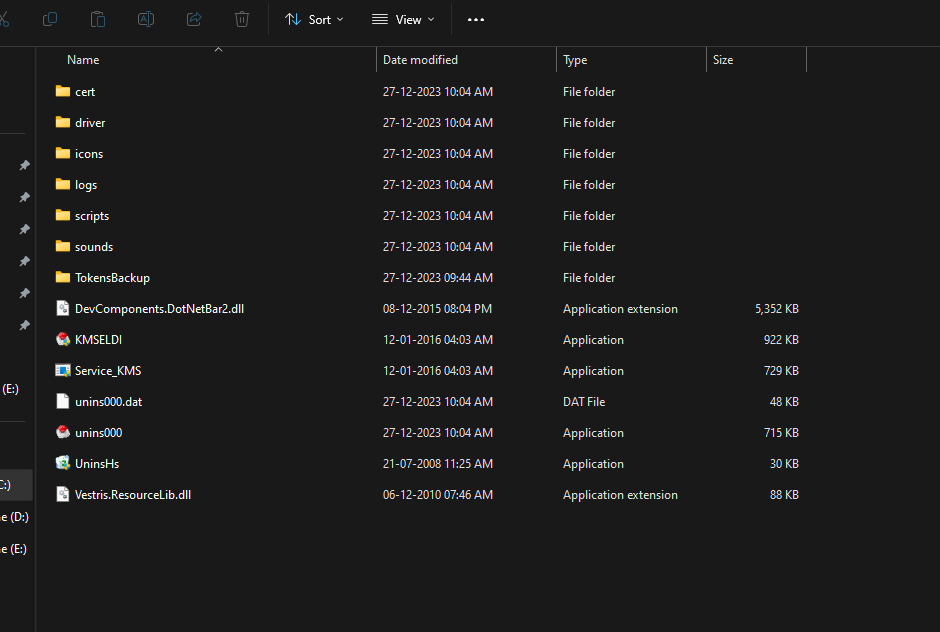 Sort View
Name Date modified Type Size
cert 27-12-2023 10:04 AM File folder
driver 27-12-2023 10:04 AM File folder
icons 27-12-2023 10:04 AM File folder
logs 27-12-2023 10:04 AM File folder
scripts 27-12-2023 10:04 AM File folder
sounds 27-12-2023 10:04 AM File folder
TokensBackup 27-12-2023 09:44 AM File folder
DevComponents.DotNetBar2.dll 08-12-2015 08:04 PM Application extension 5,352 KB
KMSELDI 12-01-2016 04:03 AM Application 922 KB
Service_KMS 12-01-2016 04:03 AM Application 729 KB
(E:)
unins000.dat 27-12-2023 10:04 AM DAT File 48 KB
unins000 27-12-2023 10:04 AM Application 715 KB
UninsHs 21-07-2008 11:25 AM Application 30 KB
C:)
Vestris.ResourceLib.dll 06-12-2010 07:46 AM Application extension 88 KB
e (D:)
e (E:)